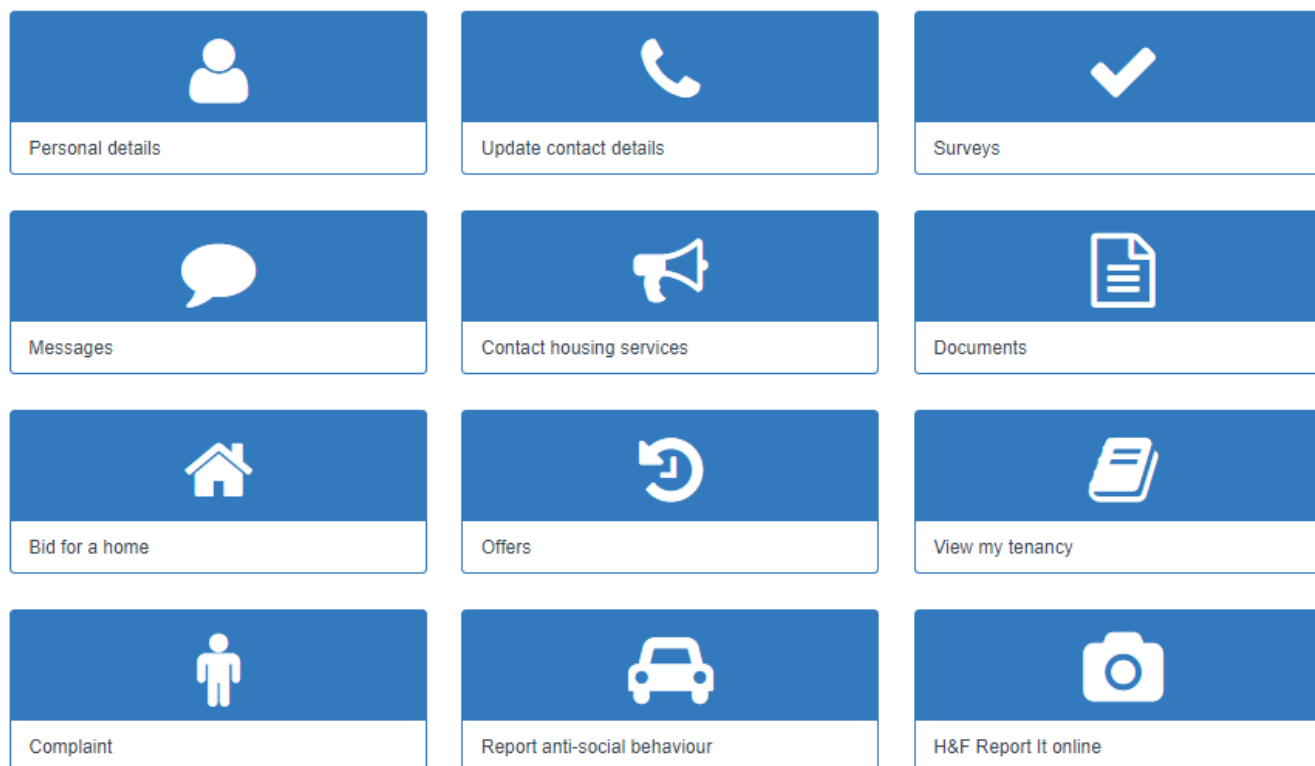 Personal details
Update contact details
Surveys
Messages
Contact housing services
Documents
Bid for a home
Offers
View my tenancy
Complaint
Report anti-social behaviour
H&F Report It online